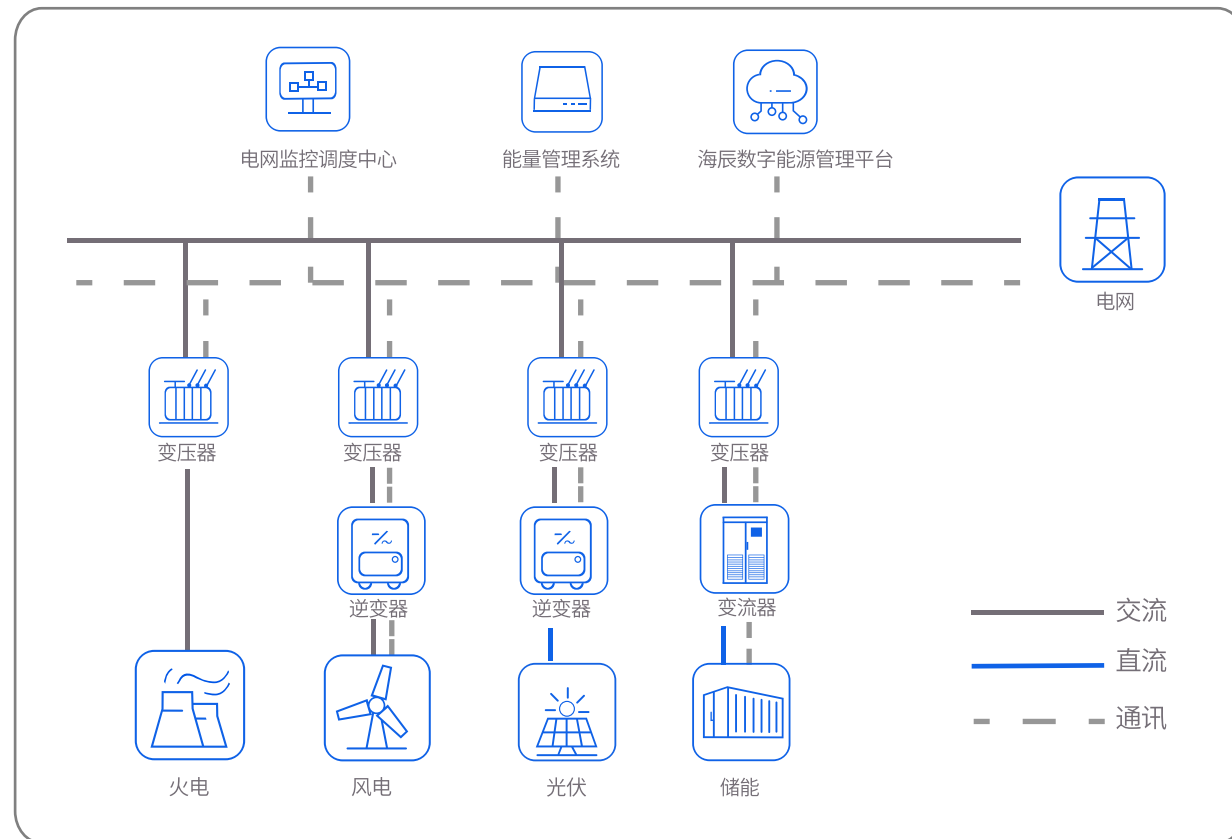 电网监控调度中心
能量管理系统
海辰数字能源管理平台
电网
变压器
变压器
变压器
变压器
逆变器
逆变器
变流器
交流
直流
通讯
火电
风电
光伏
储能